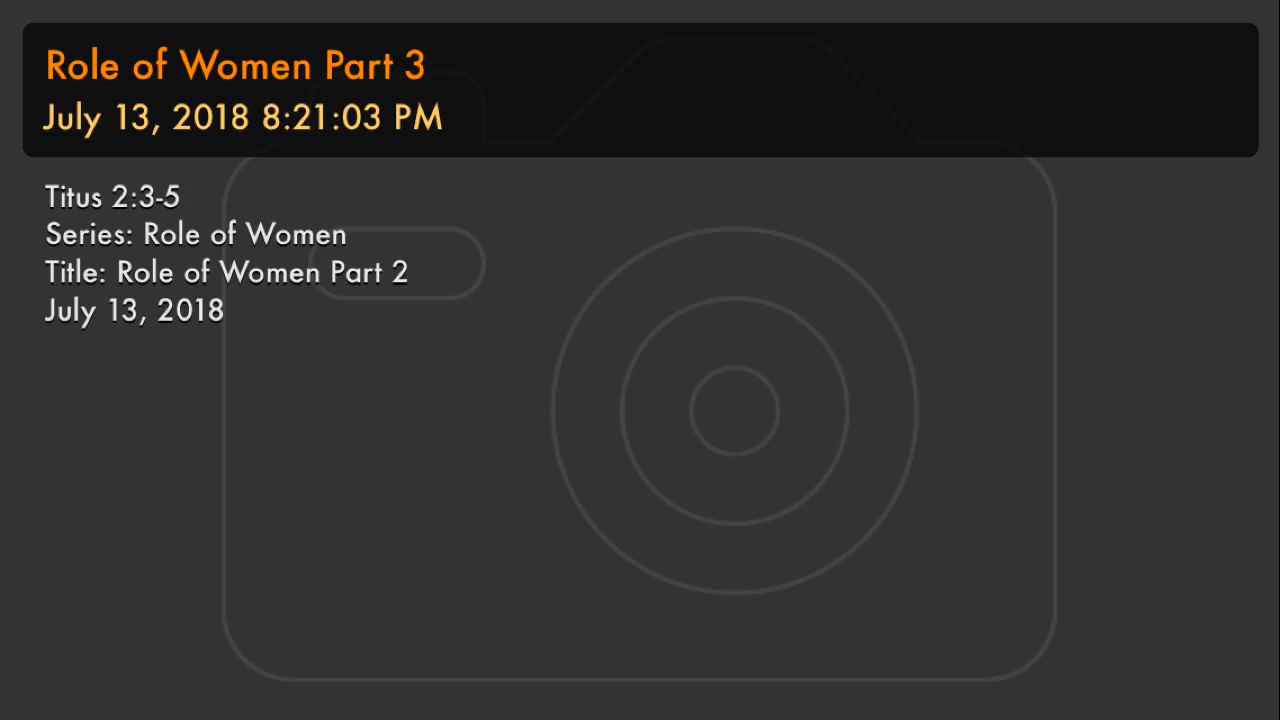 Role of Women Part 3
July 13, 2018 8:21:03 PM
Titus 2:3-5
Series: Role of Women
Title: Role of Women Part 2
July 13, 2018